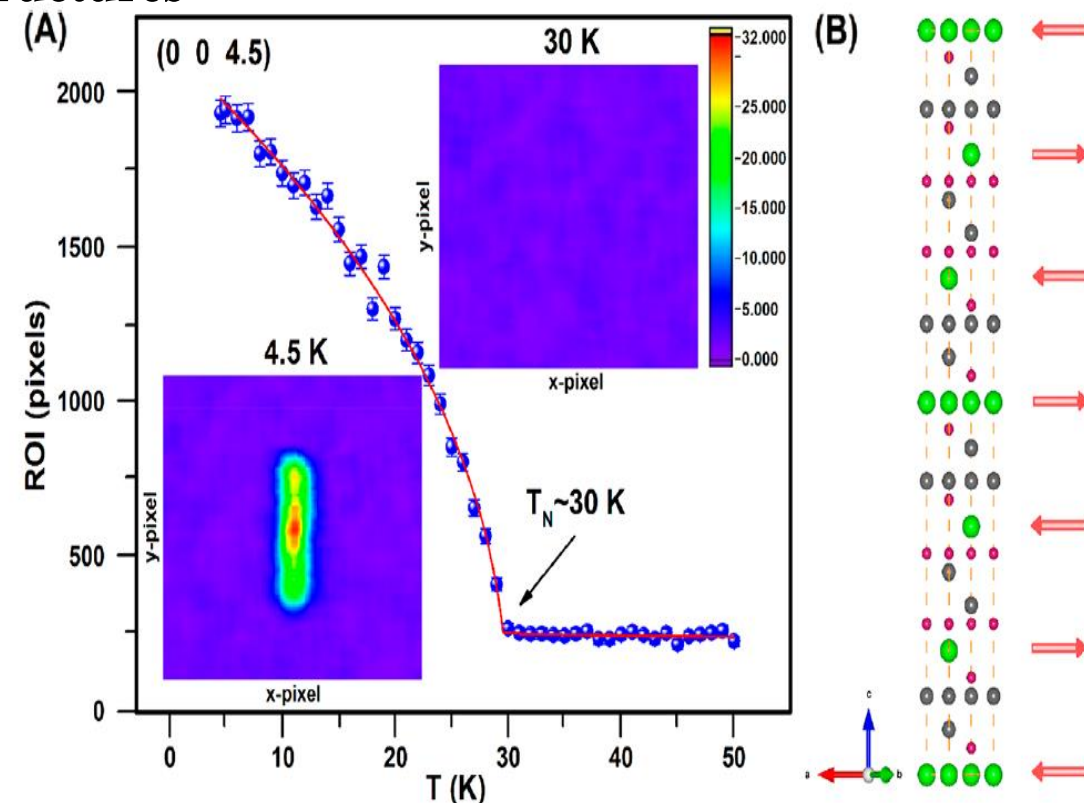 (A)
(0 0 4.5)
30 K
(B)
32.000
25.000
20.000
15.000
10.000
5.000
0.000
y-pixel
x-pixel
4.5 K
y-pixel
x-pixel
T_N~30 K
ROI (pixels)
2000
1500
1000
500
0
0 10 20 30 40 50
T (K)
c
a
b